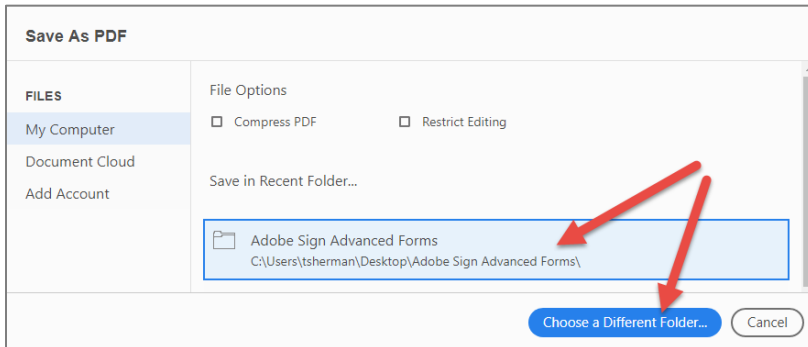 Save As PDF
FILES
My Computer
Document Cloud
Add Account
File Options
Compress PDF
Restrict Editing
Save in Recent Folder...
Adobe Sign Advanced Forms
C:\Users\tsherman\Desktop\Adobe Sign Advanced Forms\
Choose a Different Folder...
Cancel